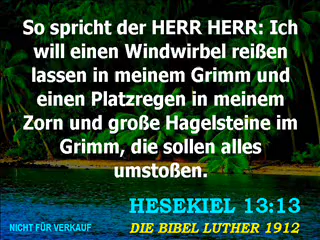 So spricht der HERR HERR: Ich
will einen Windwirbel reißen
lassen in meinem Grimm und
einen Platzregen in meinem
Zorn und große Hagelsteine im
Grimm, die sollen alles
umstoßen.
HESEKIEL 13:13
NICHT FÜR VERKAUF
DIE BIBEL LUTHER 1912